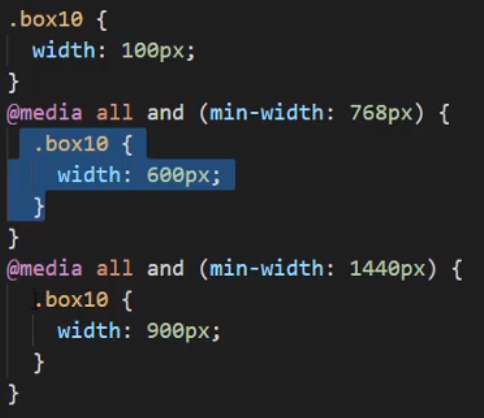 .box10 {
  width: 100px;
}
@media all and (min-width: 768px) {
  .box10 {
    width: 600px;
  }
}
@media all and (min-width: 1440px) {
  .box10 {
    width: 900px;
  }
}